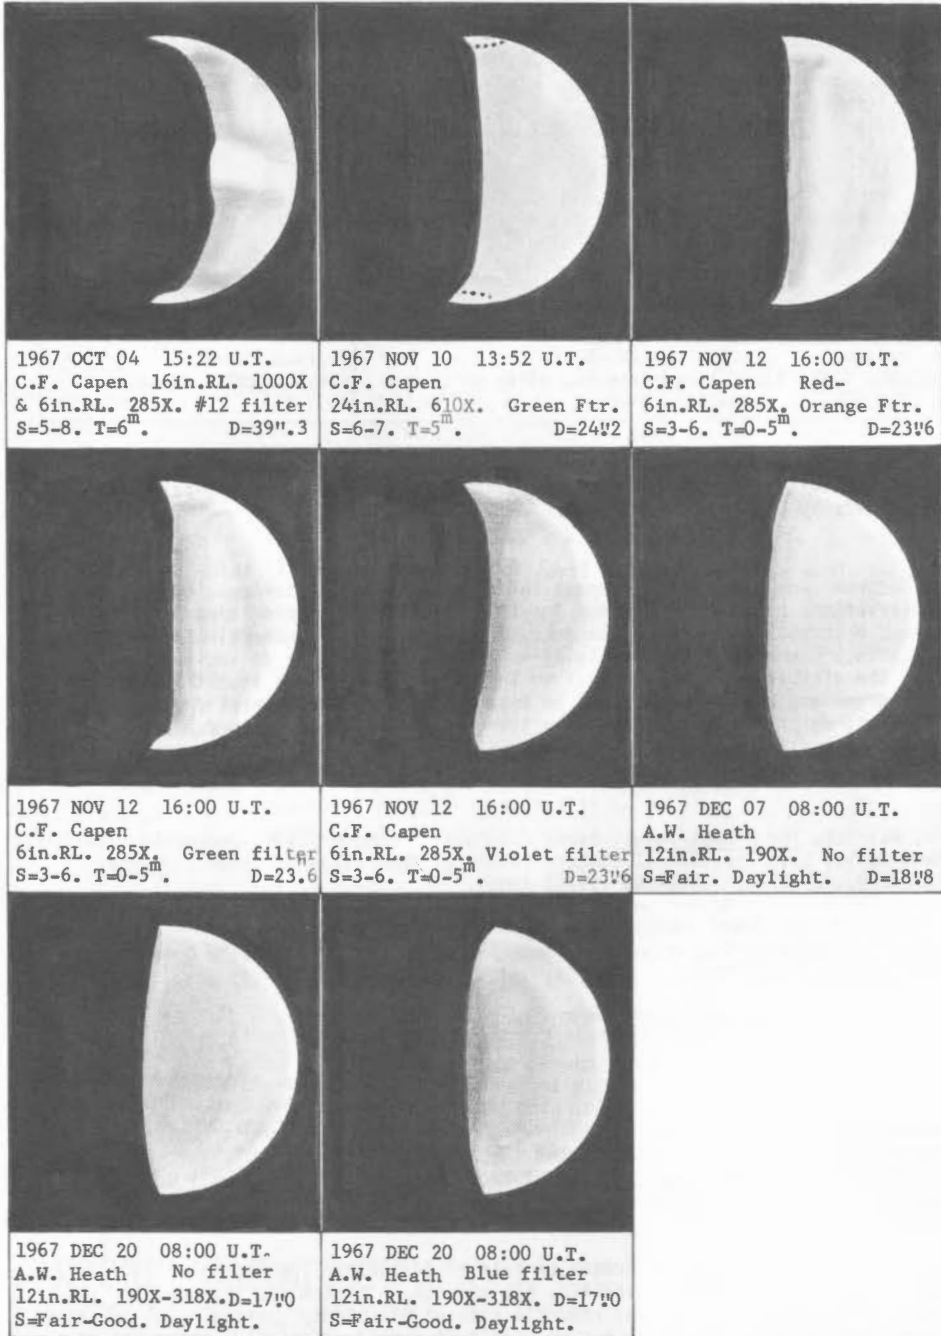 1967 OCT 04 15:22 U.T.
C.F. Capen 16in.RL. 1000X
& 6in.RL. 285X. #12 filter
S=5-8. T=6m. D=39".3
1967 NOV 10 13:52 U.T.
C.F. Capen
24in.RL. 610X. Green Ftr.
S=6-7. T=5m. D=24".2
1967 NOV 12 16:00 U.T.
C.F. Capen Red-
6in.RL. 285X. Orange Ftr.
S=3-6. T=0-5m. D=23".6
1967 NOV 12 16:00 U.T.
C.F. Capen
6in.RL. 285X. Green filter
S=3-6. T=0-5m. D=23".6
1967 NOV 12 16:00 U.T.
C.F. Capen
6in.RL. 285X. Violet filter
S=3-6. T=0-5m. D=23".6
1967 DEC 07 08:00 U.T.
A.W. Heath
12in.RL. 190X. No filter
S=Fair. Daylight. D=18".8
1967 DEC 20 08:00 U.T.
A.W. Heath No filter
12in.RL. 190X-318X. D=17".0
S=Fair-Good. Daylight.
1967 DEC 20 08:00 U.T.
A.W. Heath Blue filter
12in.RL. 190X-318X. D=17".0
S=Fair-Good. Daylight.